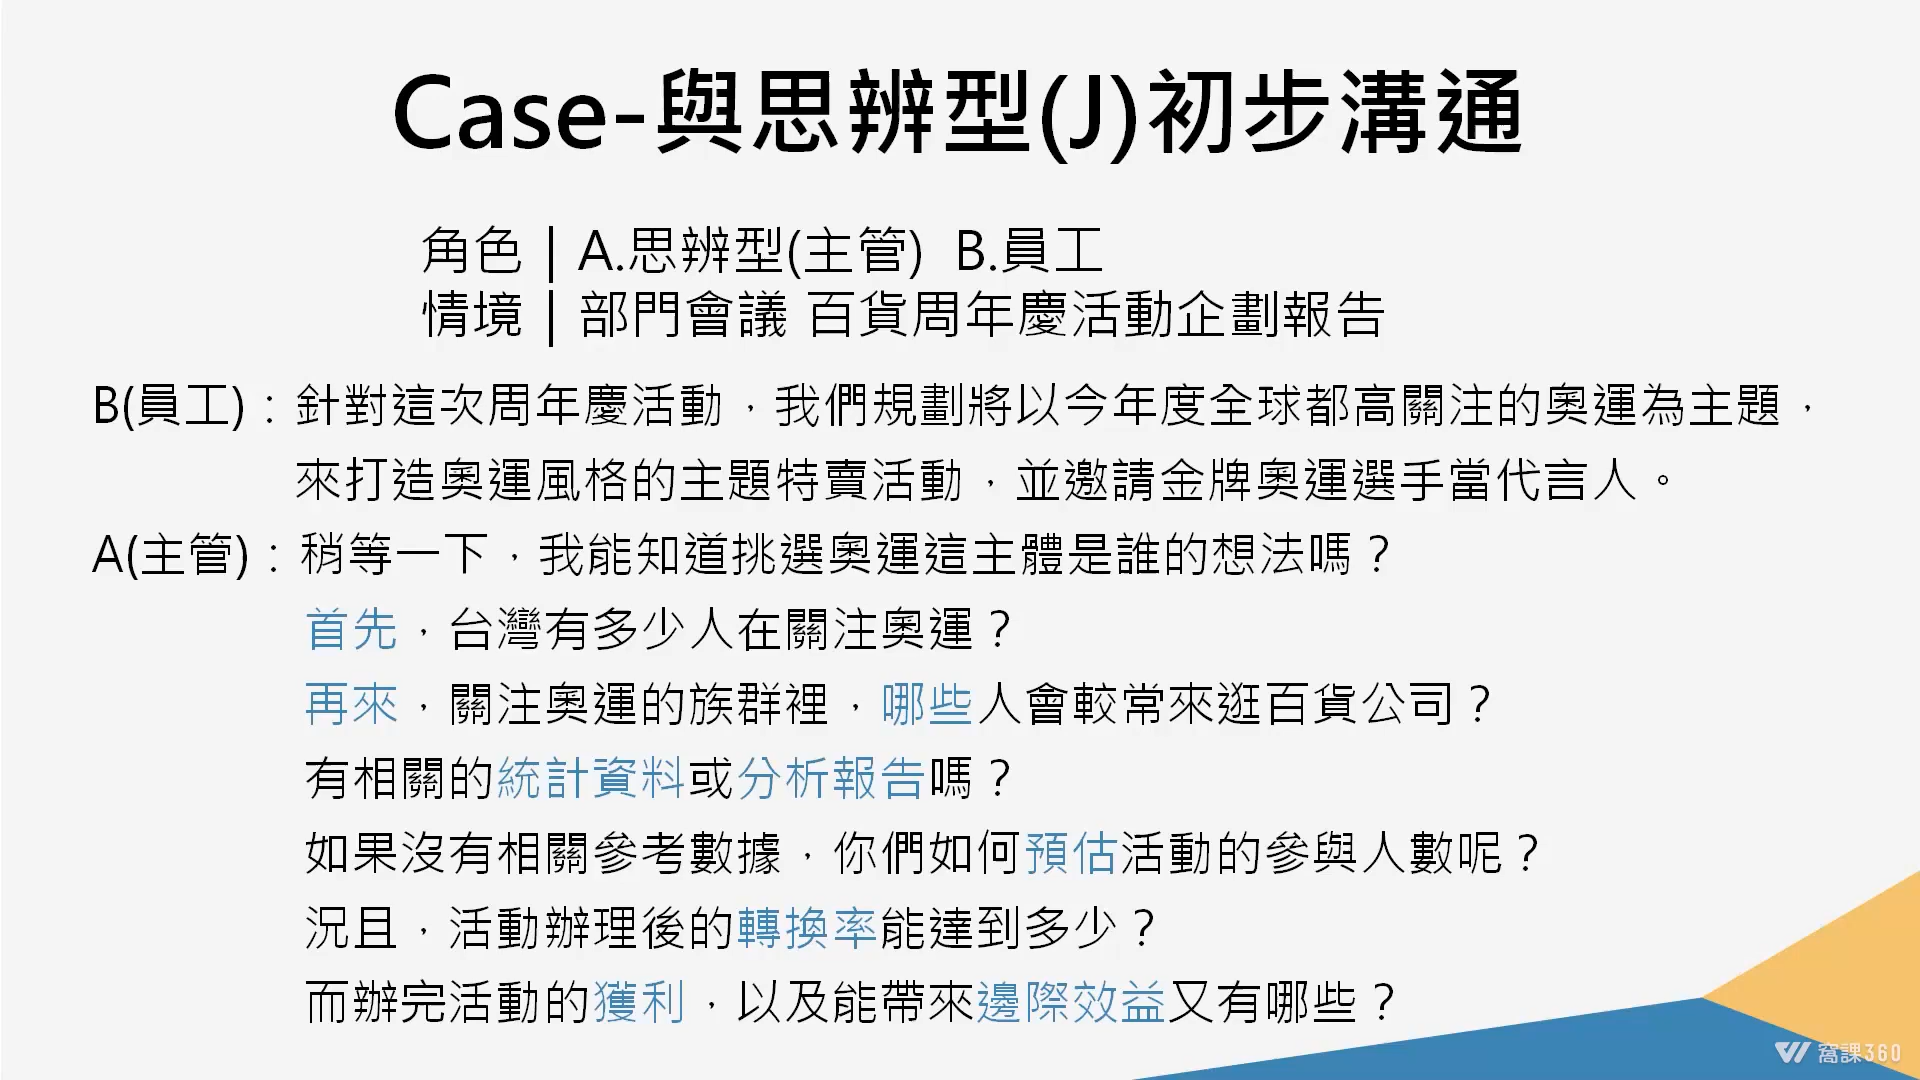 Case-與思辨型(J)初步溝通
角色｜A.思辨型(主管) B.員工
情境｜部門會議 百貨周年慶活動企劃報告
B(員工)：針對這次周年慶活動，我們規劃將以今年度全球都高關注的奧運為主題，
來打造奧運風格的主題特賣活動，並邀請金牌奧運選手當代言人。
A(主管)：稍等一下，我能知道挑選奧運這主體是誰的想法嗎？
首先，台灣有多少人在關注奧運？
再來，關注奧運的族群裡，哪些人會較常來逛百貨公司？
有相關的統計資料或分析報告嗎？
如果沒有相關參考數據，你們如何預估活動的參與人數呢？
況且，活動辦理後的轉換率能達到多少？
而辦完活動的獲利，以及能帶來邊際效益又有哪些？
窩課360